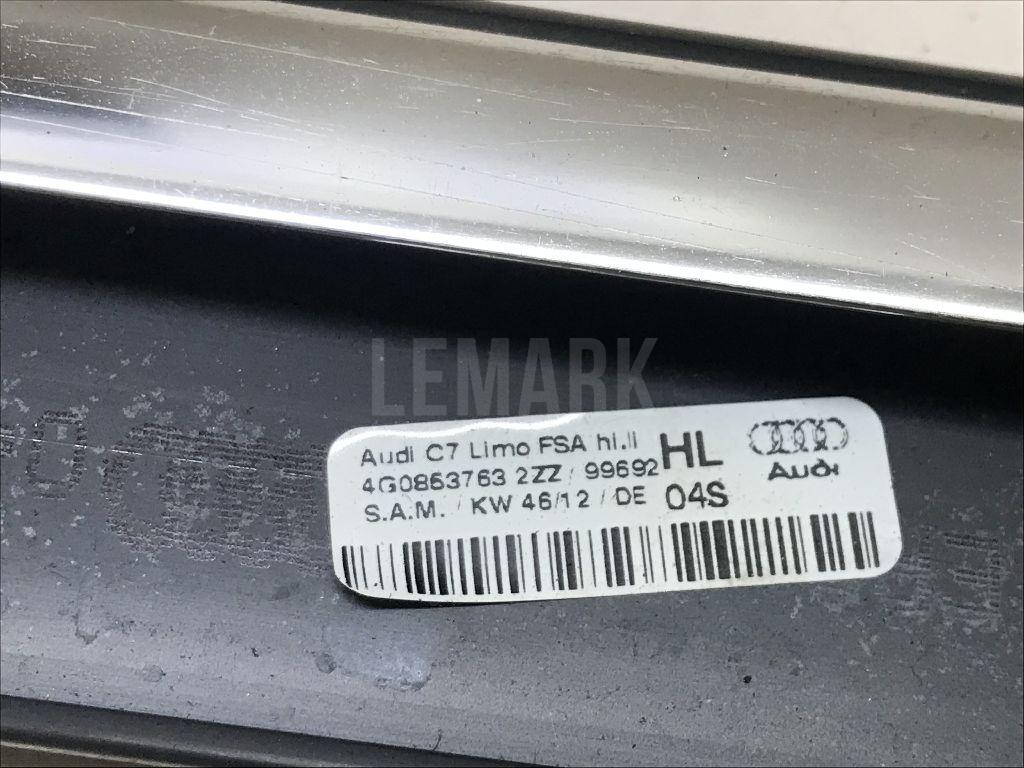 LEMARK
Audi C7 Limo FSA hi.li HL
4G0853763 2ZZ / 99692
S.A.M. / KW 46/12 / DE 04S
Audi